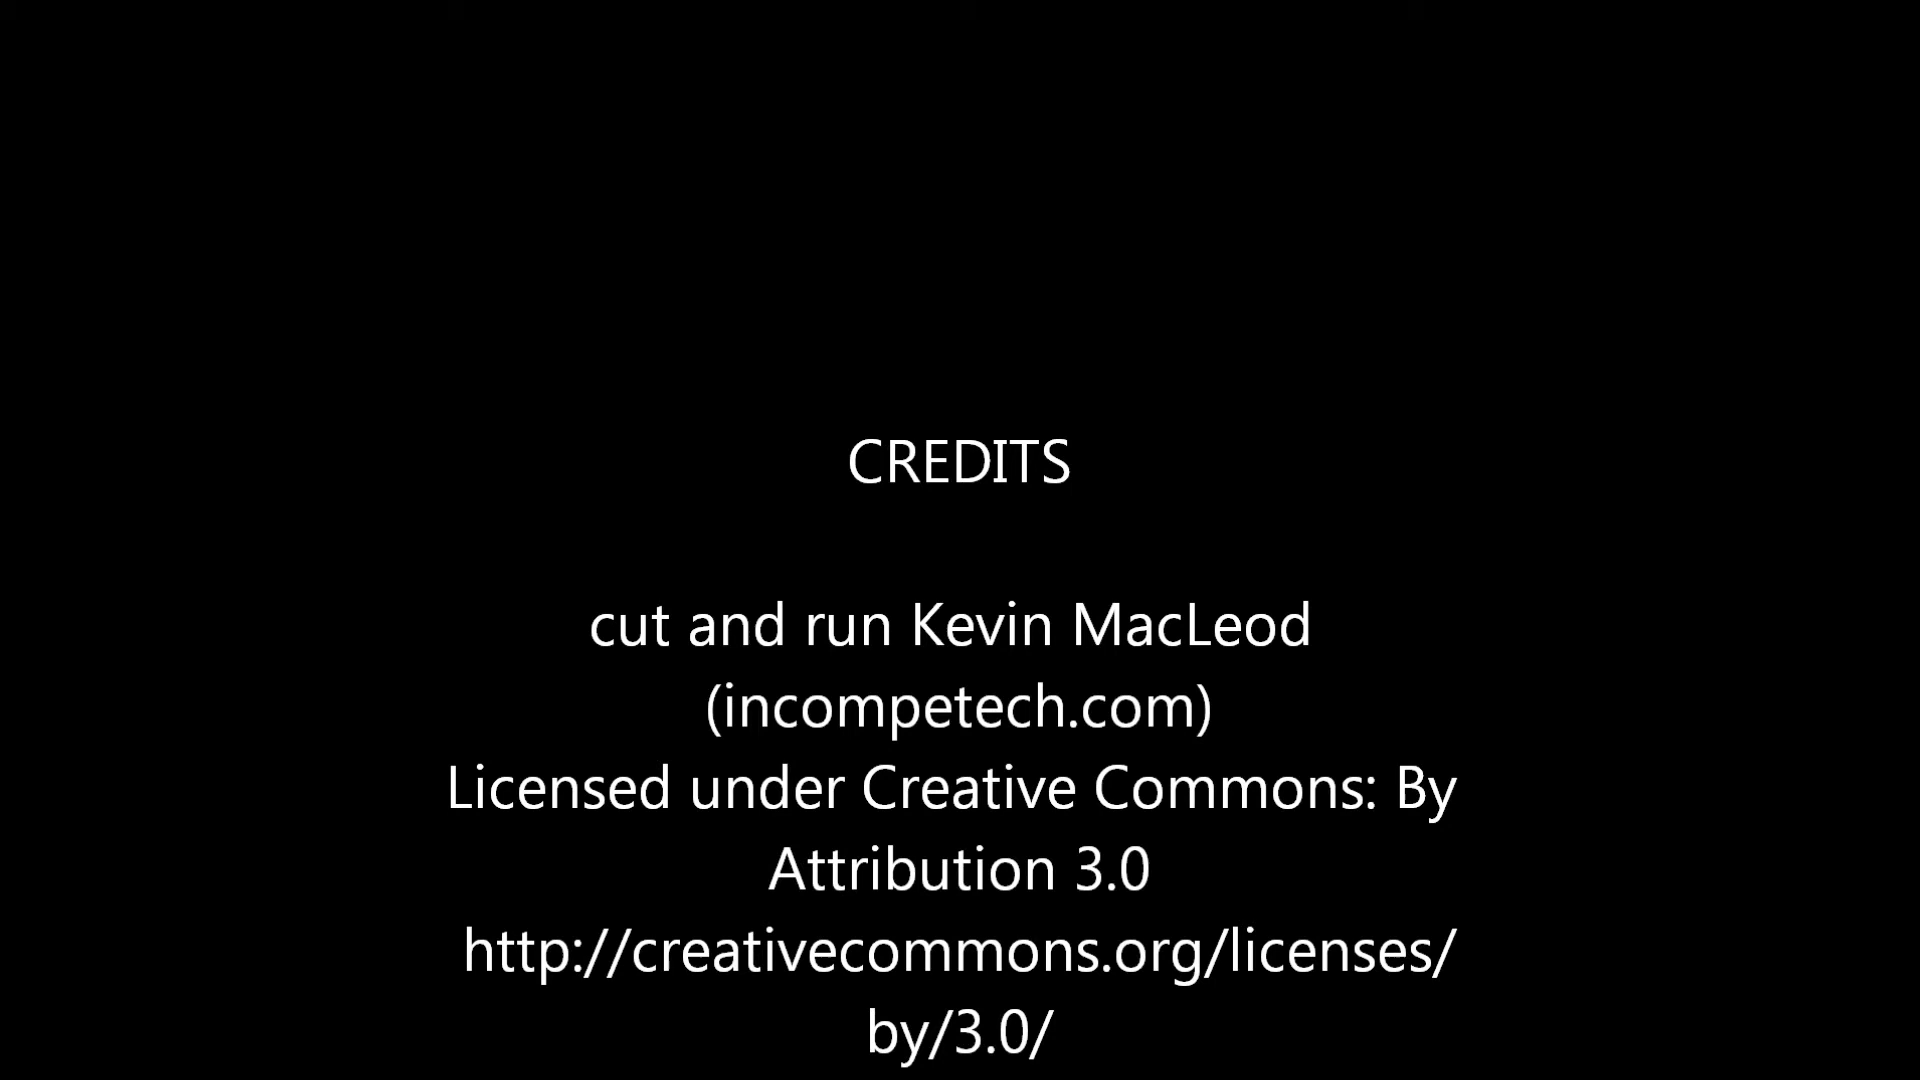 CREDITS
cut and run Kevin MacLeod
(incompetech.com)
Licensed under Creative Commons: By
Attribution 3.0
http://creativecommons.org/licenses/
by/3.0/